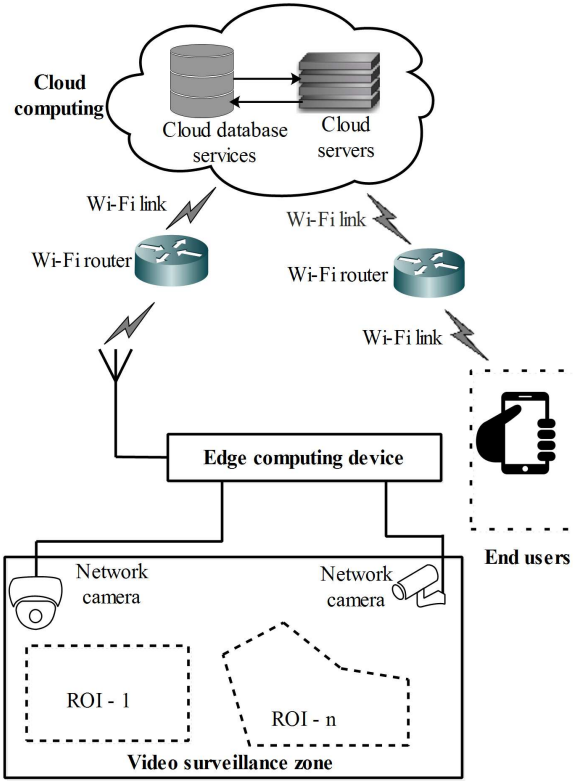 Cloud
computing
Cloud database
services
Cloud
servers
Wi-Fi link
Wi-Fi link
Wi-Fi router
Wi-Fi
router
Wi-Fi link
Edge computing device
End users
Network
camera
Network
camera
ROI - 1
ROI - n
Video surveillance zone